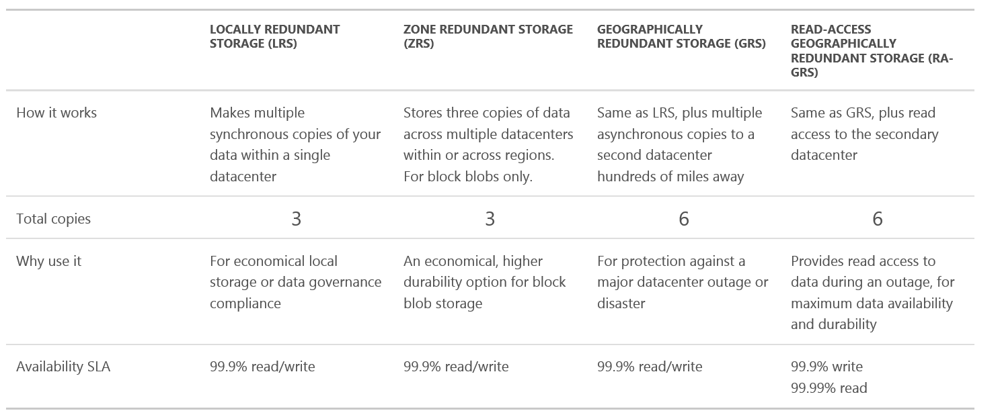 LOCALLY REDUNDANT
STORAGE (LRS)
ZONE REDUNDANT STORAGE
(ZRS)
GEOGRAPHICALLY
REDUNDANT STORAGE (GRS)
READ-ACCESS
GEOGRAPHICALLY
REDUNDANT STORAGE (RA-
GRS)
How it works
Makes multiple
synchronous copies of your
data within a single
datacenter
Stores three copies of data
across multiple datacenters
within or across regions.
For block blobs only.
Same as LRS, plus multiple
asynchronous copies to a
second datacenter
hundreds of miles away
Same as GRS, plus read
access to the secondary
datacenter
Total copies
3
3
6
6
Why use it
For economical local
storage or data governance
compliance
An economical, higher
durability option for block
blob storage
For protection against a
major datacenter outage or
disaster
Provides read access to
data during an outage, for
maximum data availability
and durability
Availability SLA
99.9% read/write
99.9% read/write
99.9% read/write
99.9% write
99.99% read